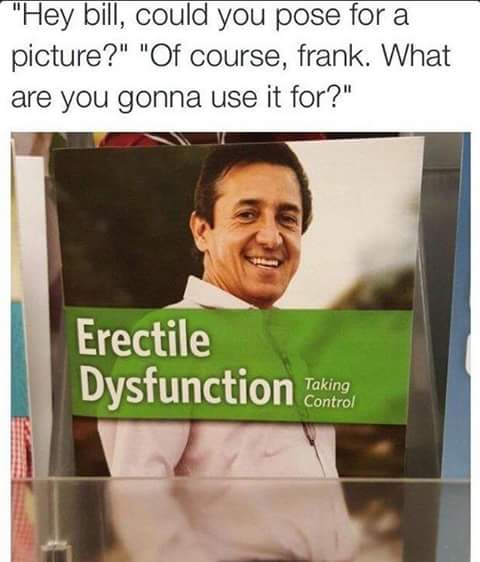 "Hey bill, could you pose for a
picture?" "Of course, frank. What
are you gonna use it for?"
Erectile
Dysfunction Taking
Control